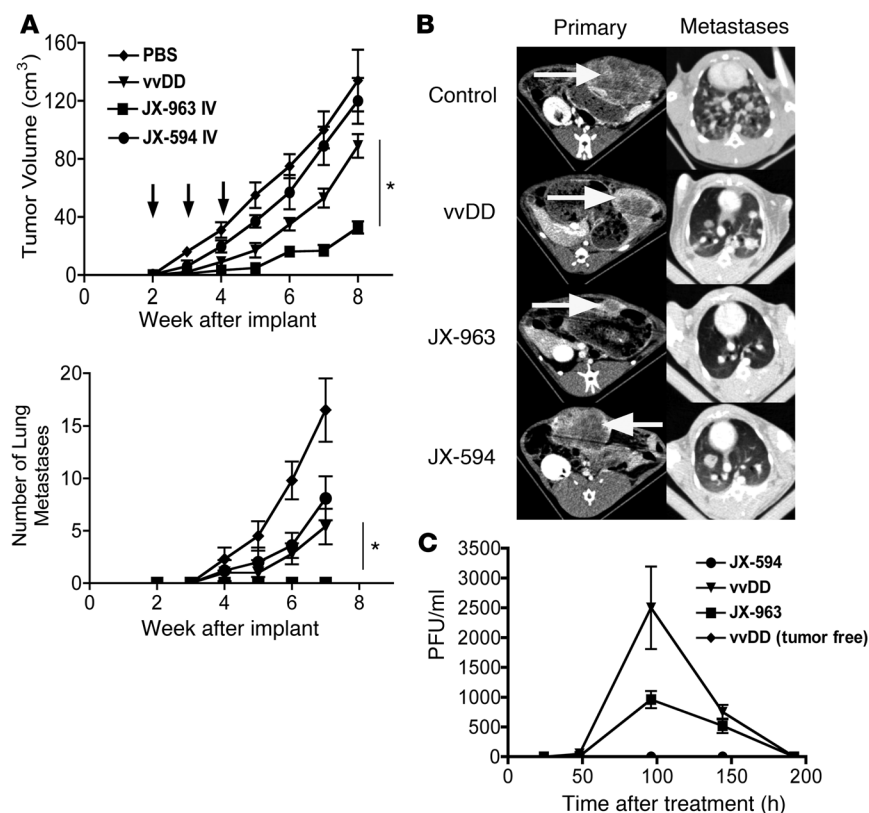 A
160
120
80
40
0
Tumor Volume (cm³)
PBS
vvDD
JX-963 IV
JX-594 IV
*
0 2 4 6 8
Week after implant
20
15
10
5
0
Number of Lung
Metastases
*
0 2 4 6 8
Week after implant
B
Primary Metastases
Control
vvDD
JX-963
JX-594
C
3500
3000
2500
2000
1500
1000
500
0
PFU/ml
JX-594
vvDD
JX-963
vvDD (tumor free)
0 50 100 150 200
Time after treatment (h)